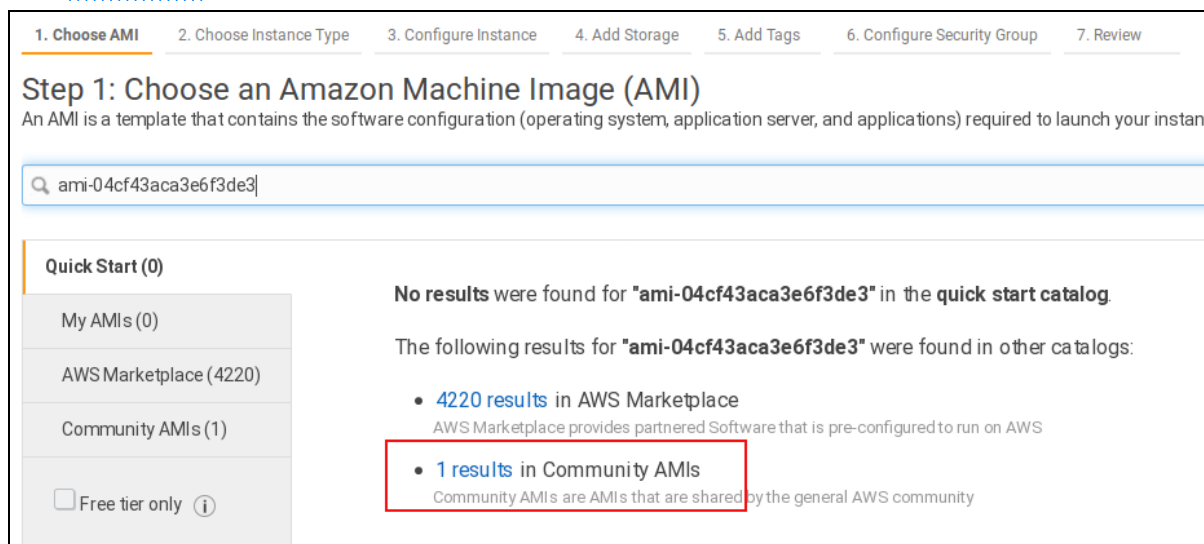 1. Choose AMI 2. Choose Instance Type 3. Configure Instance 4. Add Storage 5. Add Tags 6. Configure Security Group 7. Review
Step 1: Choose an Amazon Machine Image (AMI)
An AMI is a template that contains the software configuration (operating system, application server, and applications) required to launch your instan
ami-04cf43aca3e6f3de3
Quick Start (0)
My AMIs (0)
AWS Marketplace (4220)
Community AMIs (1)
Free tier only
No results were found for "ami-04cf43aca3e6f3de3" in the quick start catalog.
The following results for "ami-04cf43aca3e6f3de3" were found in other catalogs:
• 4220 results in AWS Marketplace
AWS Marketplace provides partnered Software that is pre-configured to run on AWS
• 1 results in Community AMIs
Community AMIs are AMIs that are shared by the general AWS community